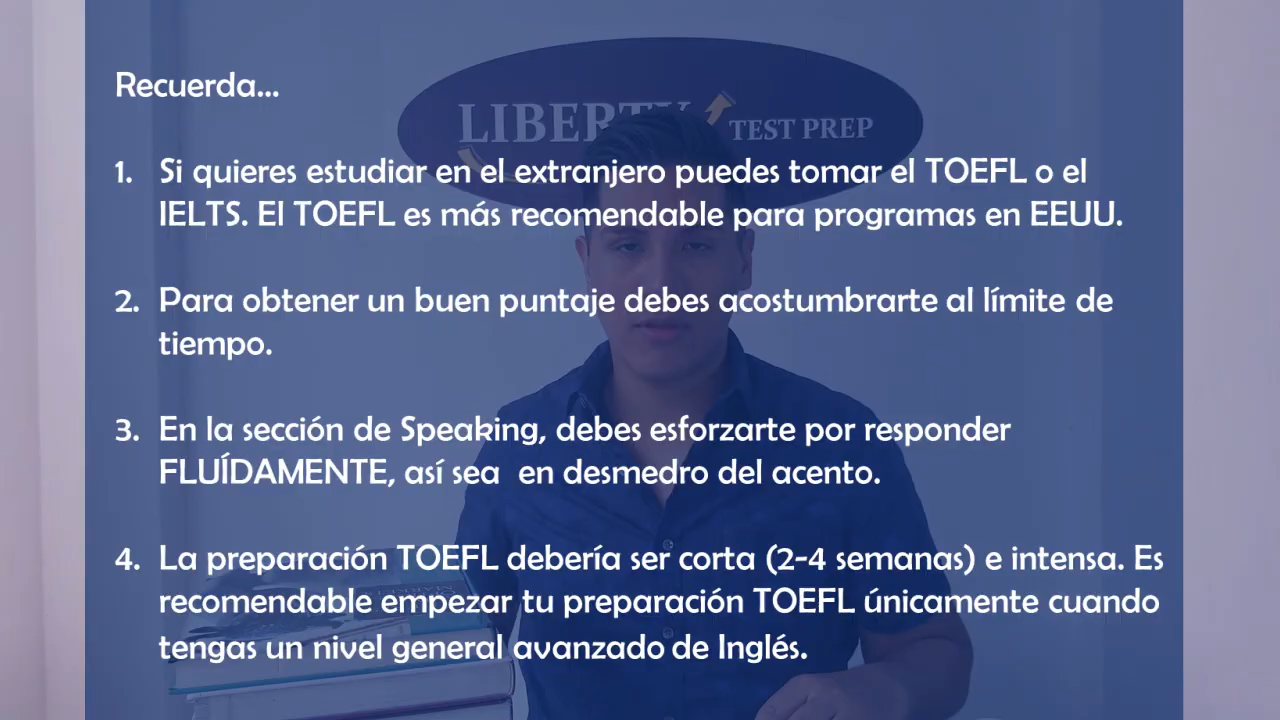 LIBERTY TEST PREP
Recuerda...
1. Si quieres estudiar en el extranjero puedes tomar el TOEFL o el
IELTS. El TOEFL es más recomendable para programas en EEUU.
2. Para obtener un buen puntaje debes acostumbrarte al límite de
tiempo.
3. En la sección de Speaking, debes esforzarte por responder
FLUÍDAMENTE, así sea en desmedro del acento.
4. La preparación TOEFL debería ser corta (2-4 semanas) e intensa. Es
recomendable empezar tu preparación TOEFL únicamente cuando
tengas un nivel general avanzado de Inglés.